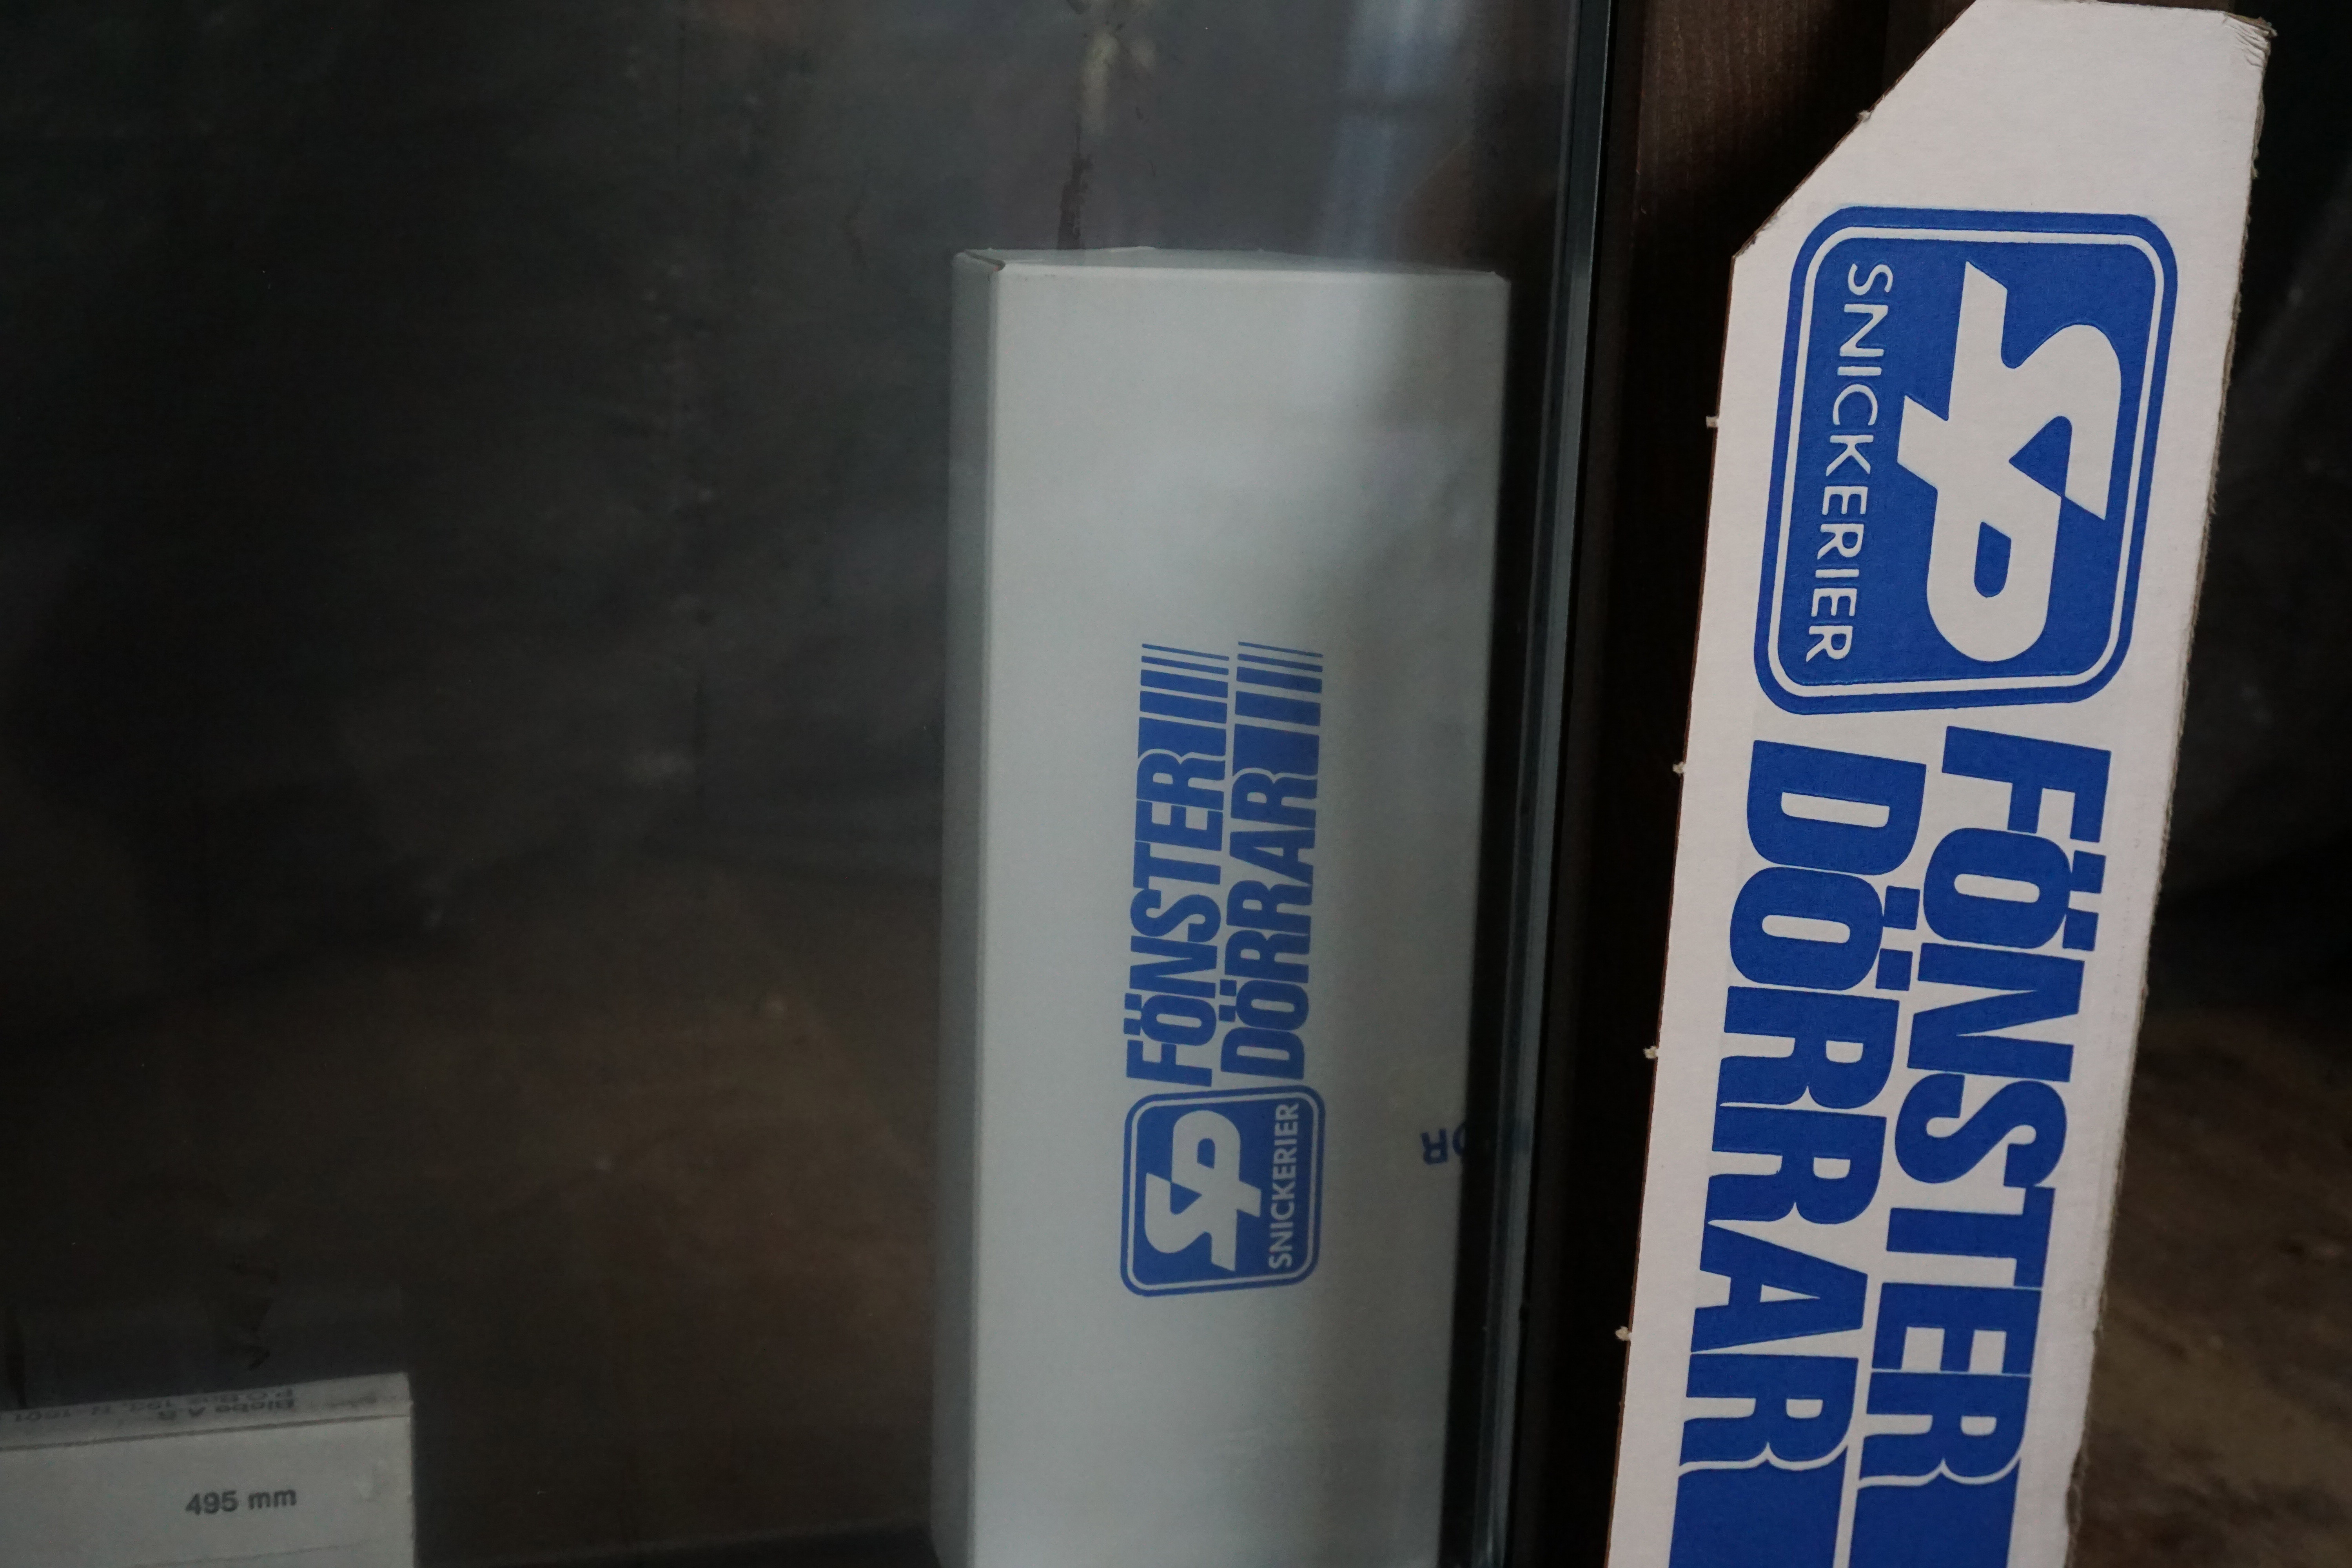 FÖNSTER
DÖRRAR
SP
SNICKERIER
SP
SNICKERIER
FÖNSTER
DÖRRAR
495 mm